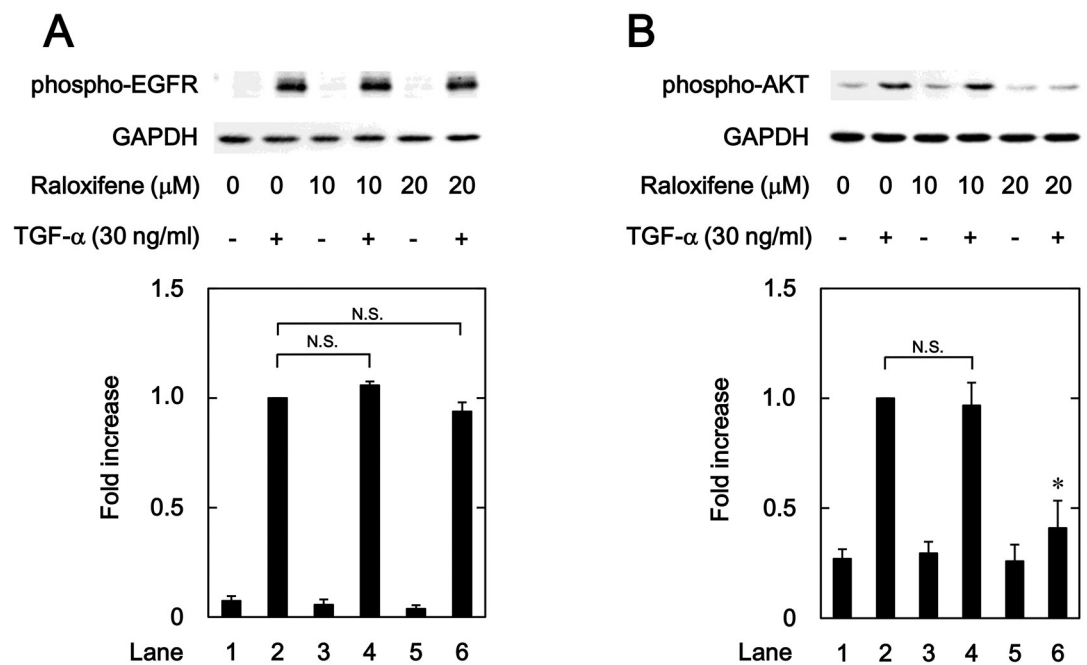 A
phospho-EGFR
GAPDH
Raloxifene (μM) 0 0 10 10 20 20
TGF-α (30 ng/ml) - + - + - +
1.5
N.S.
N.S.
1.0
Fold increase
0.5
0
Lane 1 2 3 4 5 6
B
phospho-AKT
GAPDH
Raloxifene (μM) 0 0 10 10 20 20
TGF-α (30 ng/ml) - + - + - +
1.5
N.S.
1.0
Fold increase
*
0.5
0
Lane 1 2 3 4 5 6